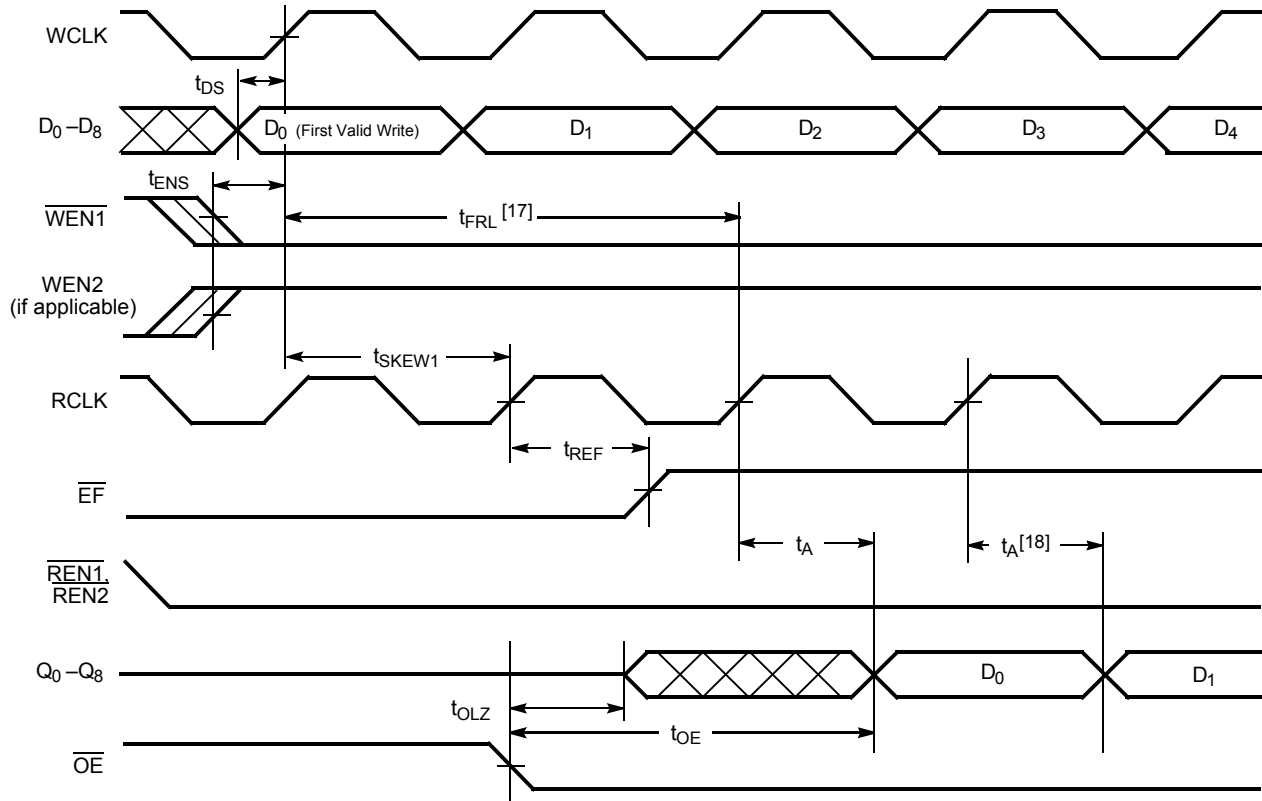 WCLK
tDS
D0 –D8
D0 (First Valid Write)
D1
D2
D3
D4
tENS
WEN1
tFRL [17]
WEN2
(if applicable)
tSKEW1
RCLK
tREF
EF
tA
tA[18]
REN1,
REN2
Q0 –Q8
D0
D1
tOLZ
tOE
OE